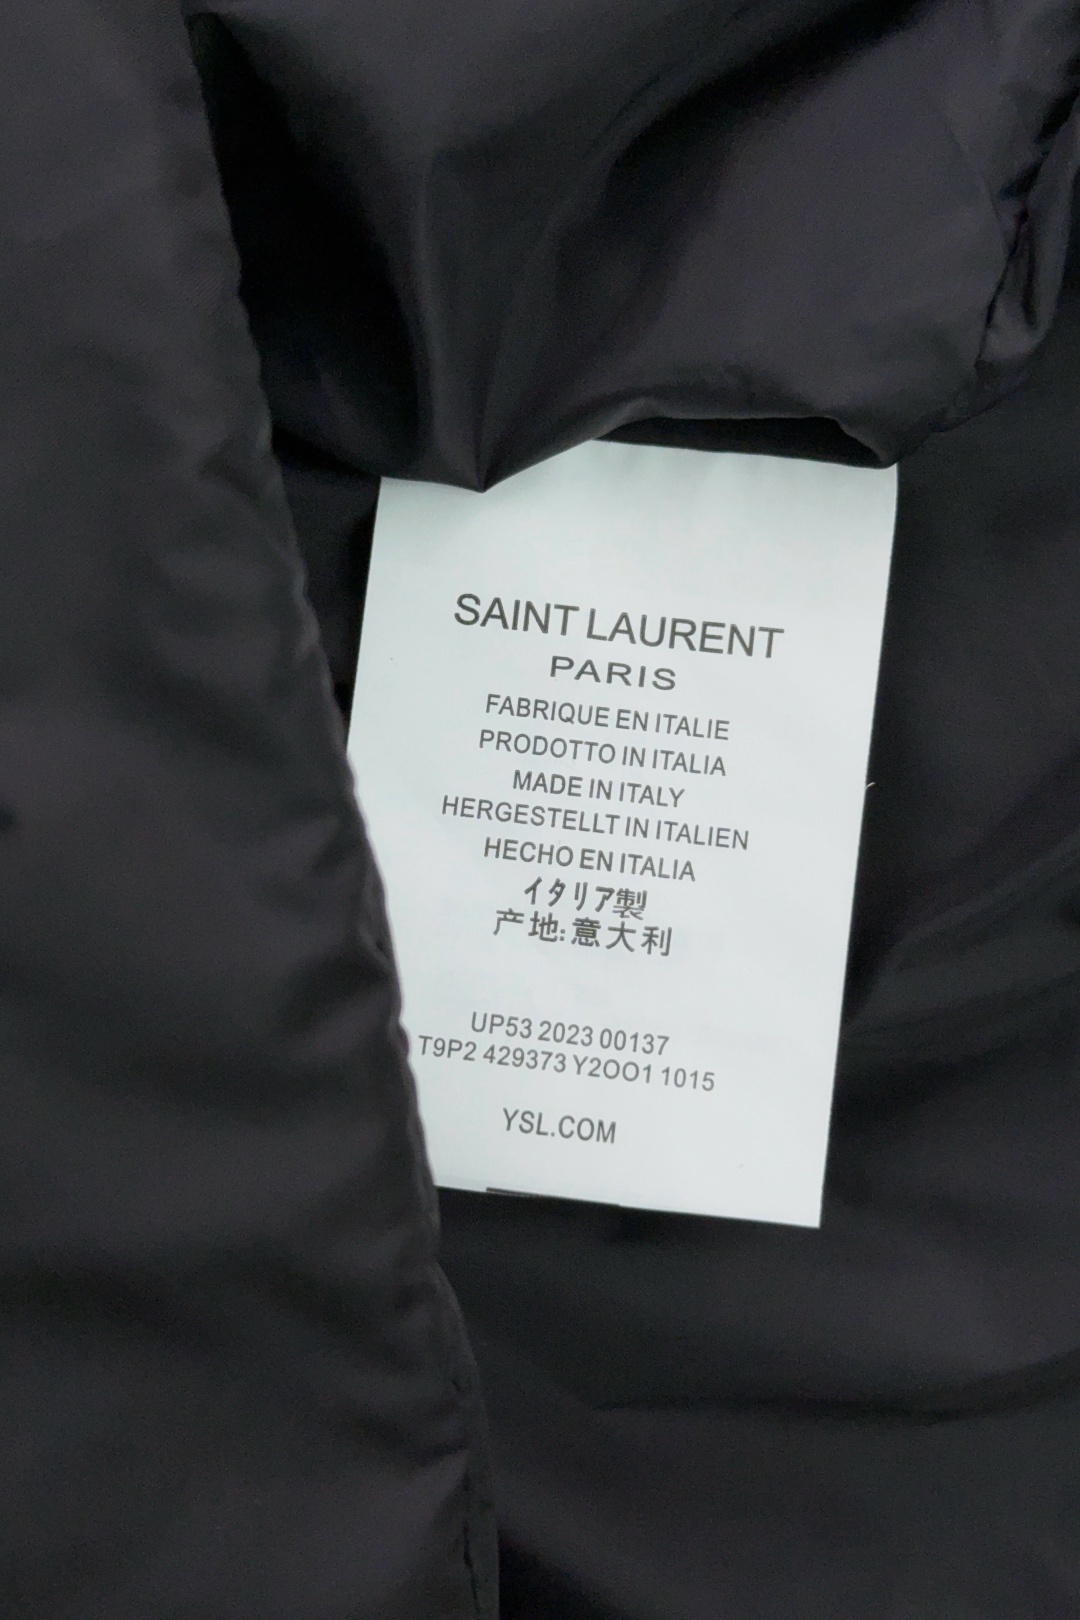 SAINT LAURENT
PARIS
FABRIQUE EN ITALIE
PRODOTTO IN ITALIA
MADE IN ITALY
HERGESTELLT IN ITALIEN
HECHO EN ITALIA
イタリア製
产地:意大利
UP53 2023 00137
T9P2 429373 Y2OO1 1015
YSL.COM